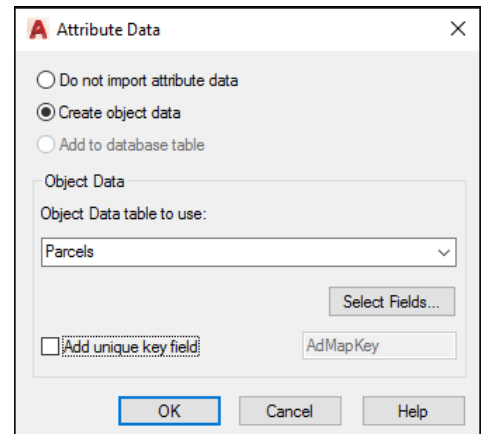 Attribute Data
Do not import attribute data
Create object data
Add to database table
Object Data
Object Data table to use:
Parcels
Select Fields...
Add unique key field
AdMapKey
OK Cancel Help